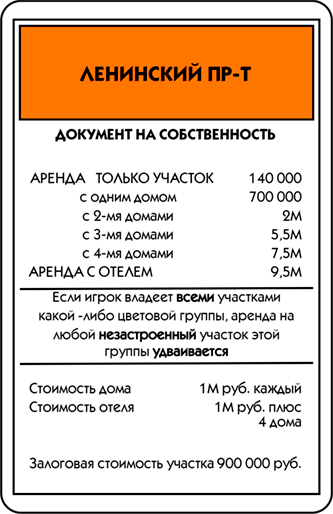 ЛЕНИНСКИЙ ПР-Т
ДОКУМЕНТ НА СОБСТВЕННОСТЬ
АРЕНДА ТОЛЬКО УЧАСТОК 140 000
с одним домом 700 000
с 2-мя домами 2М
с 3-мя домами 5,5М
с 4-мя домами 7,5М
АРЕНДА С ОТЕЛЕМ 9,5М
Если игрок владеет всеми участками
какой -либо цветовой группы, аренда на
любой незастроенный участок этой
группы удваивается
Стоимость дома 1М руб. каждый
Стоимость отеля 1М руб. плюс
4 дома
Залоговая стоимость участка 900 000 руб.